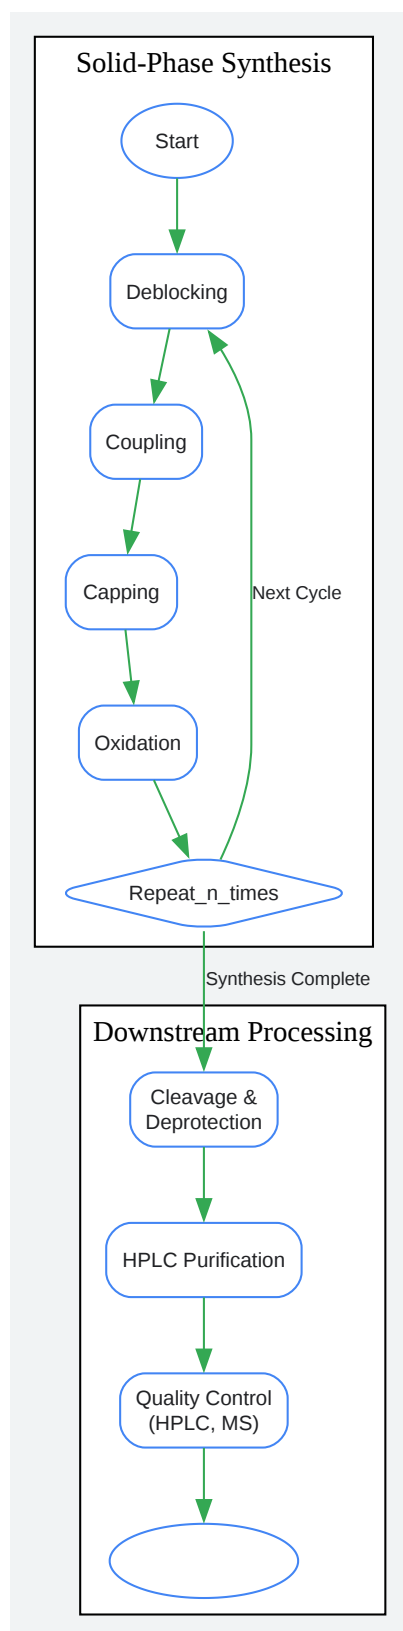 Solid-Phase Synthesis
Start
Deblocking
Coupling
Capping
Next Cycle
Oxidation
Repeat_n_times
Synthesis Complete
Downstream Processing
Cleavage &
Deprotection
HPLC Purification
Quality Control
(HPLC, MS)